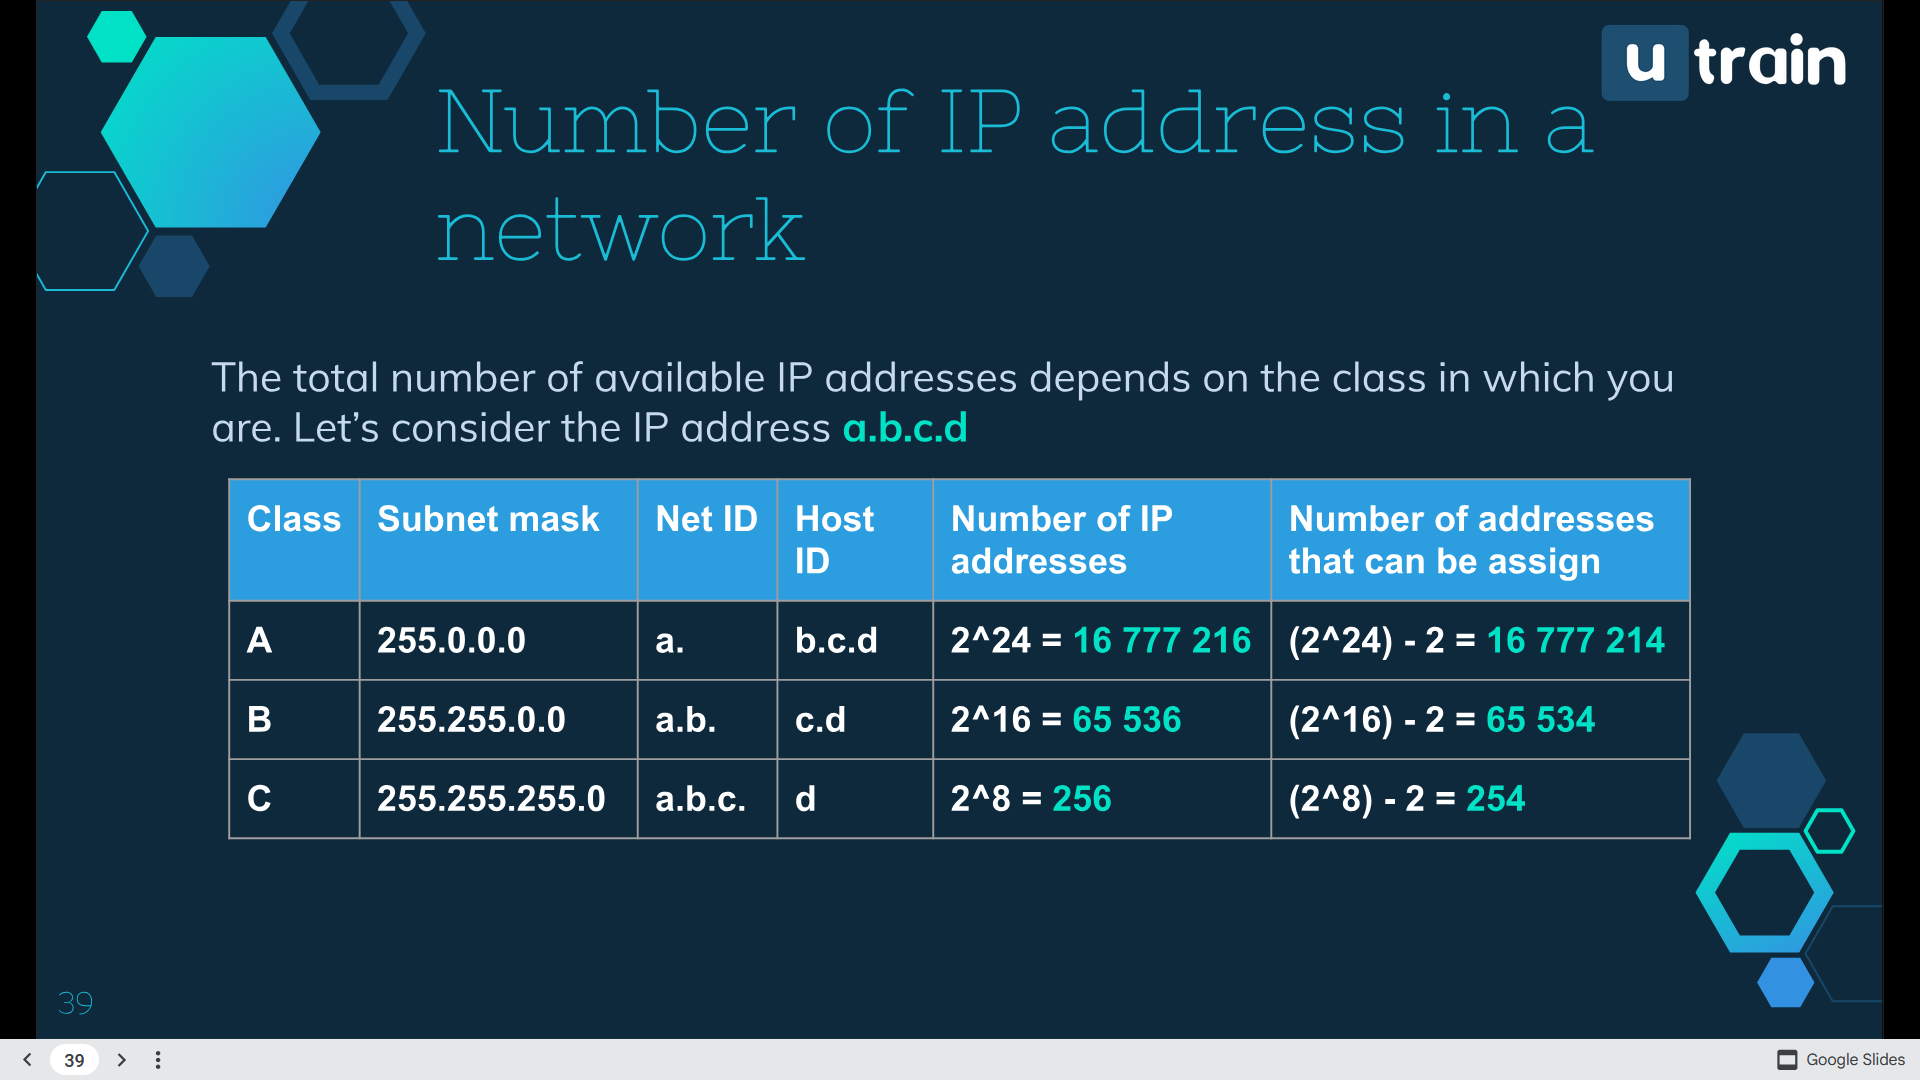 u train
Number of IP address in a
network
The total number of available IP addresses depends on the class in which you
are. Let’s consider the IP address a.b.c.d
Class Subnet mask Net ID Host ID Number of IP addresses Number of addresses that can be assign
A 255.0.0.0 a. b.c.d 2^24 = 16 777 216 (2^24) - 2 = 16 777 214
B 255.255.0.0 a.b. c.d 2^16 = 65 536 (2^16) - 2 = 65 534
C 255.255.255.0 a.b.c. d 2^8 = 256 (2^8) - 2 = 254
39
39 Google Slides